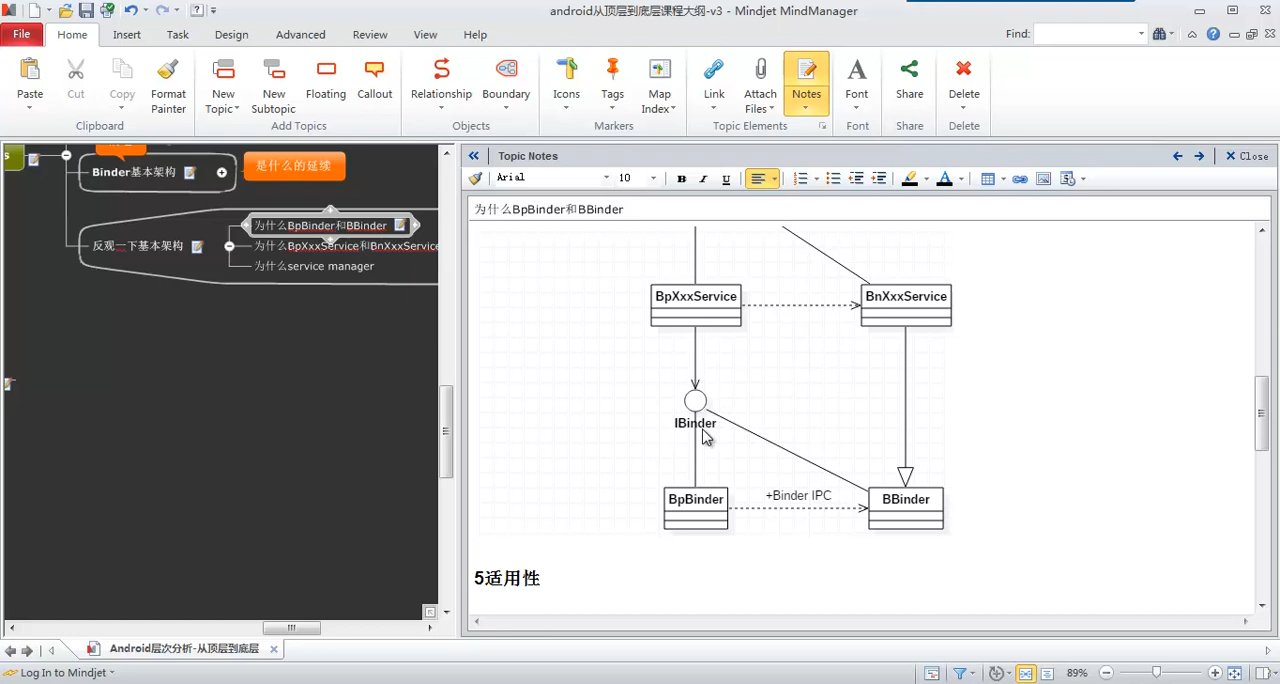 android从顶层到底层课程大纲-v3 - Mindjet MindManager
File Home Insert Task Design Advanced Review View Help Find:
Paste Cut Copy Format Painter New Topic New Subtopic Floating Callout Relationship Boundary Icons Tags Map Index Link Attach Files Notes Font Share Delete
Clipboard Add Topics Objects Markers Topic Elements Font Share Delete
s
Binder基本架构
是什么的延续
反观一下基本架构
为什么BpBinder和BBinder
为什么BpXxxService和BnXxxService
为什么service manager
Topic Notes Close
Arial 10 B I U
为什么BpBinder和BBinder
BpXxxService BnXxxService
IBinder
BpBinder +Binder IPC BBinder
5适用性
Android层次分析-从顶层到底层
Log In to Mindjet 89%